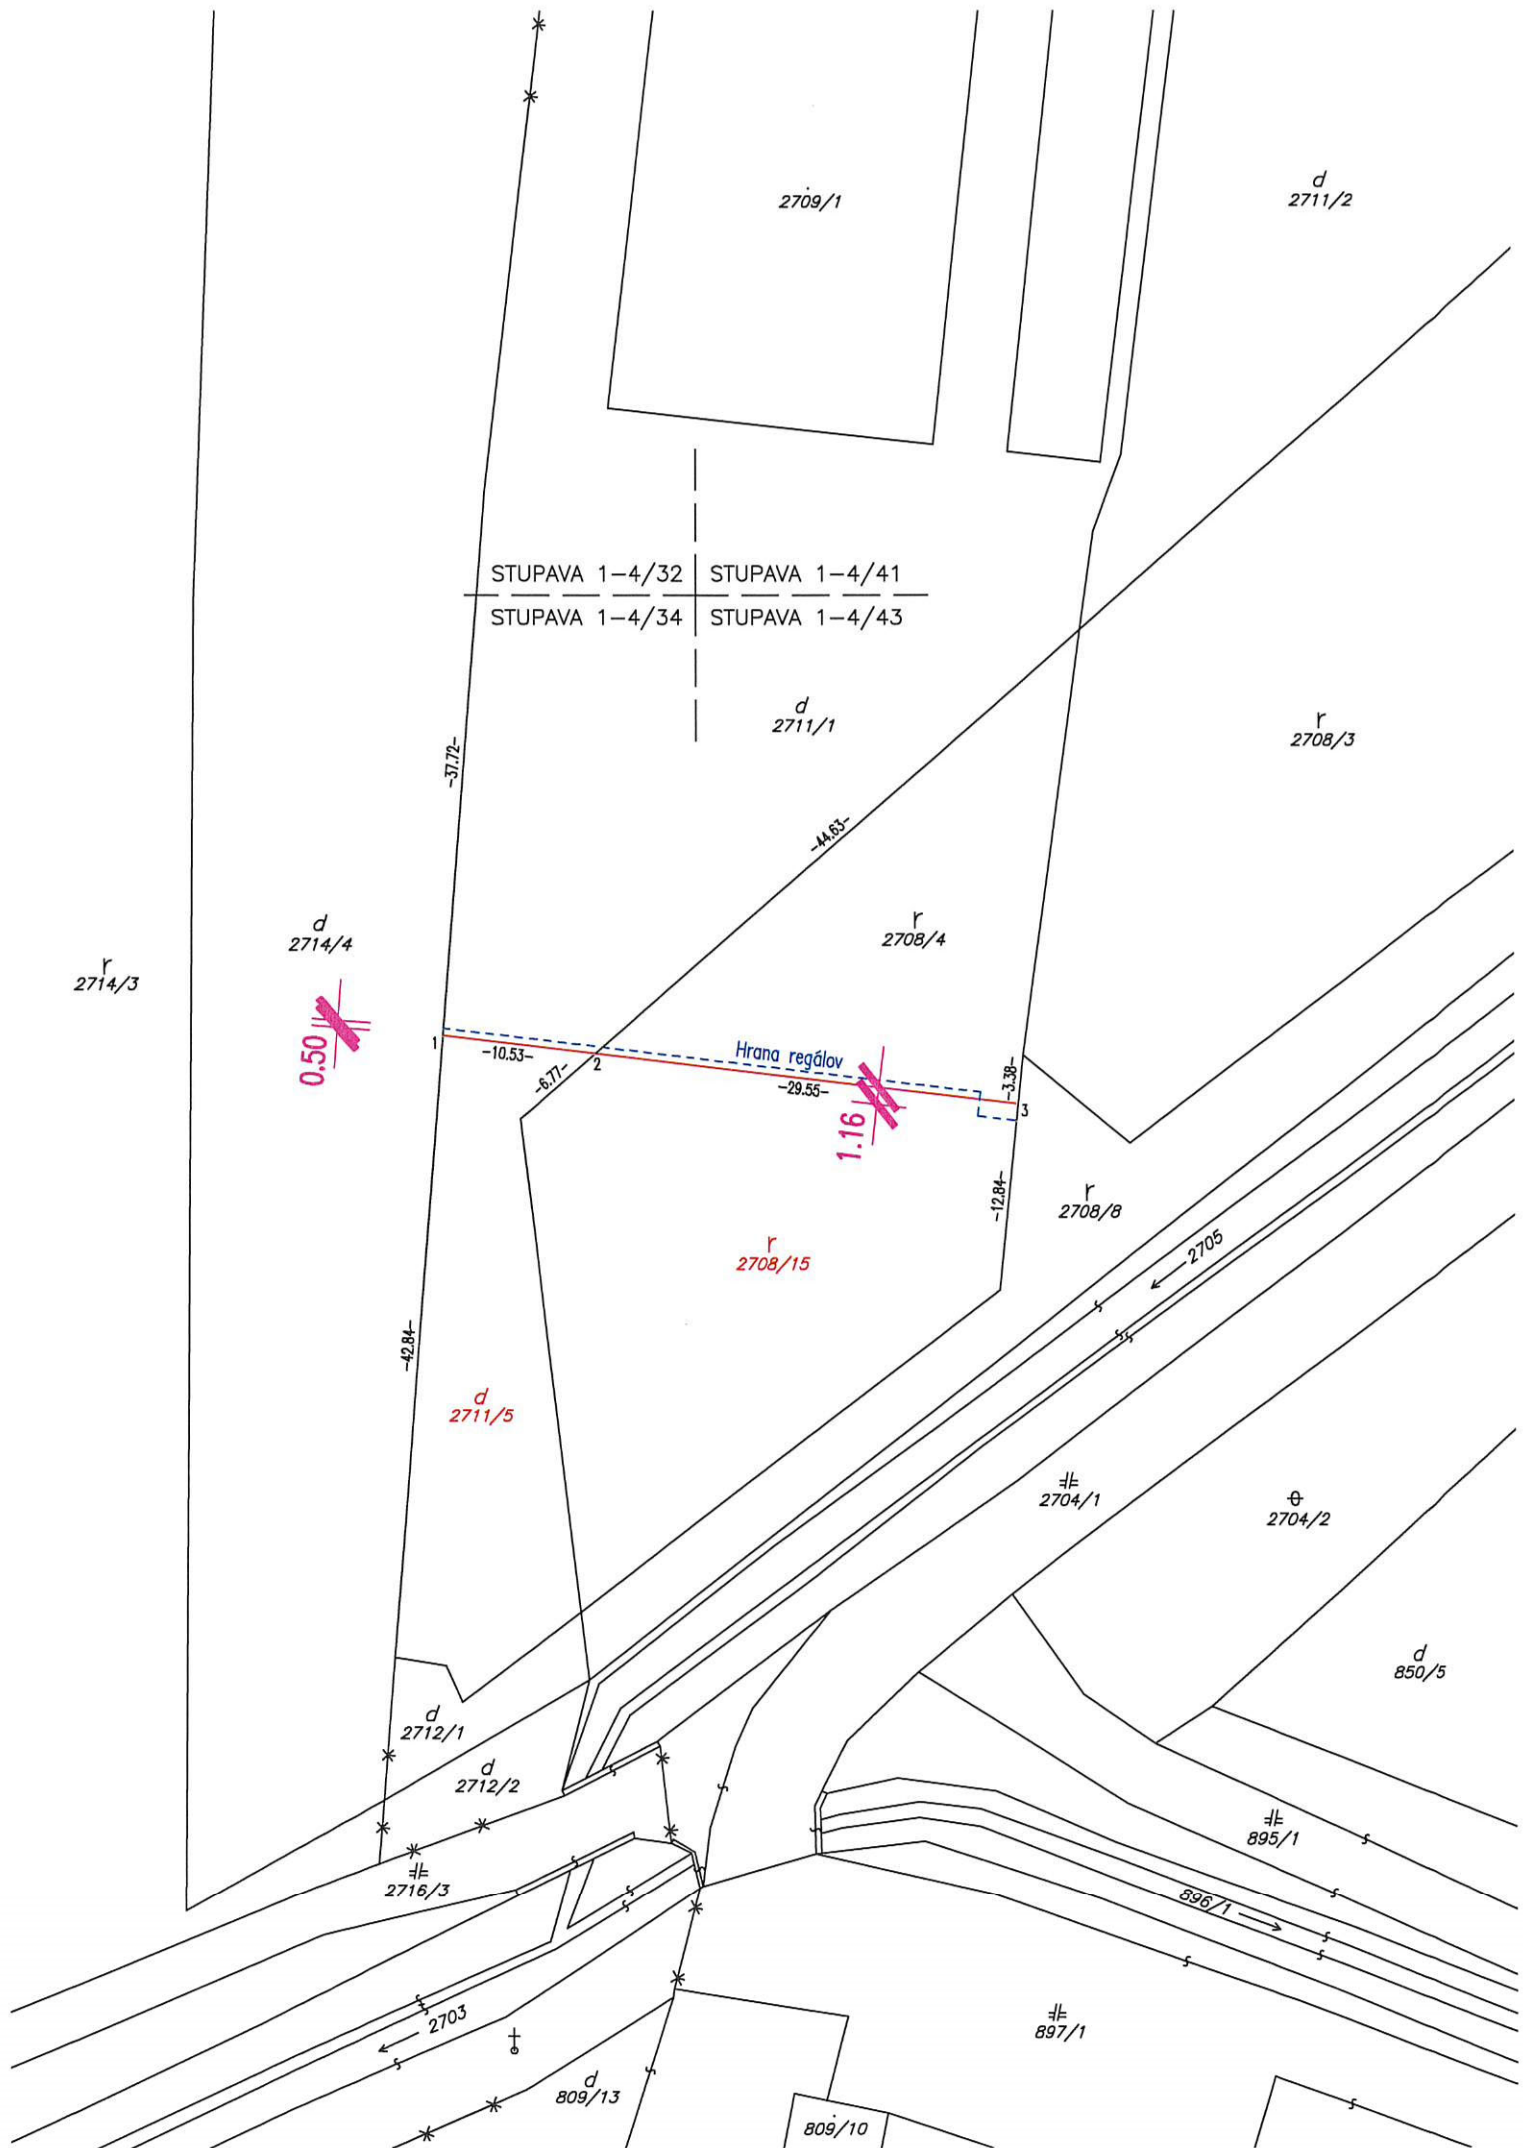 2709/1
d
2711/2
STUPAVA 1-4/32
STUPAVA 1-4/41
STUPAVA 1-4/34
STUPAVA 1-4/43
d
2711/1
r
2708/3
-37.72-
-44.63-
d
2714/4
r
2708/4
r
2714/3
0.50
1
-10.53-
2
-6.77-
Hrana regálov
-29.55-
1.16
-3.38-
3
-12.84-
r
2708/8
r
2708/15
2705
-42.84-
d
2711/5
2704/1
2704/2
d
850/5
d
2712/1
d
2712/2
895/1
2716/3
896/1
2703
897/1
d
809/13
809/10